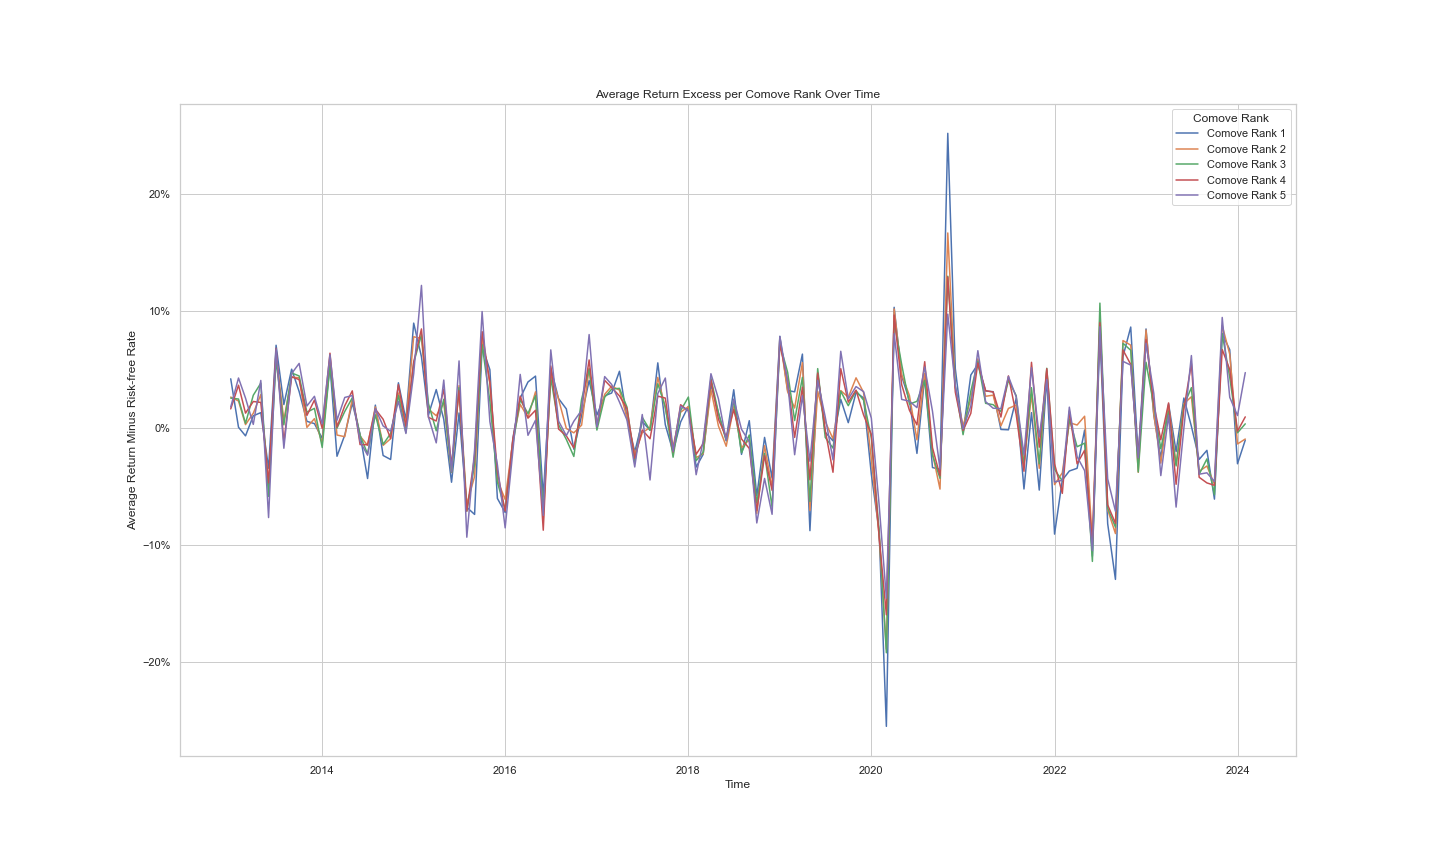 Average Return Excess per Comove Rank Over Time
Comove Rank
Comove Rank 1
Comove Rank 2
Comove Rank 3
Comove Rank 4
Comove Rank 5
Average Return Minus Risk-free Rate
20%
10%
0%
−10%
−20%
2014
2016
2018
2020
2022
2024
Time